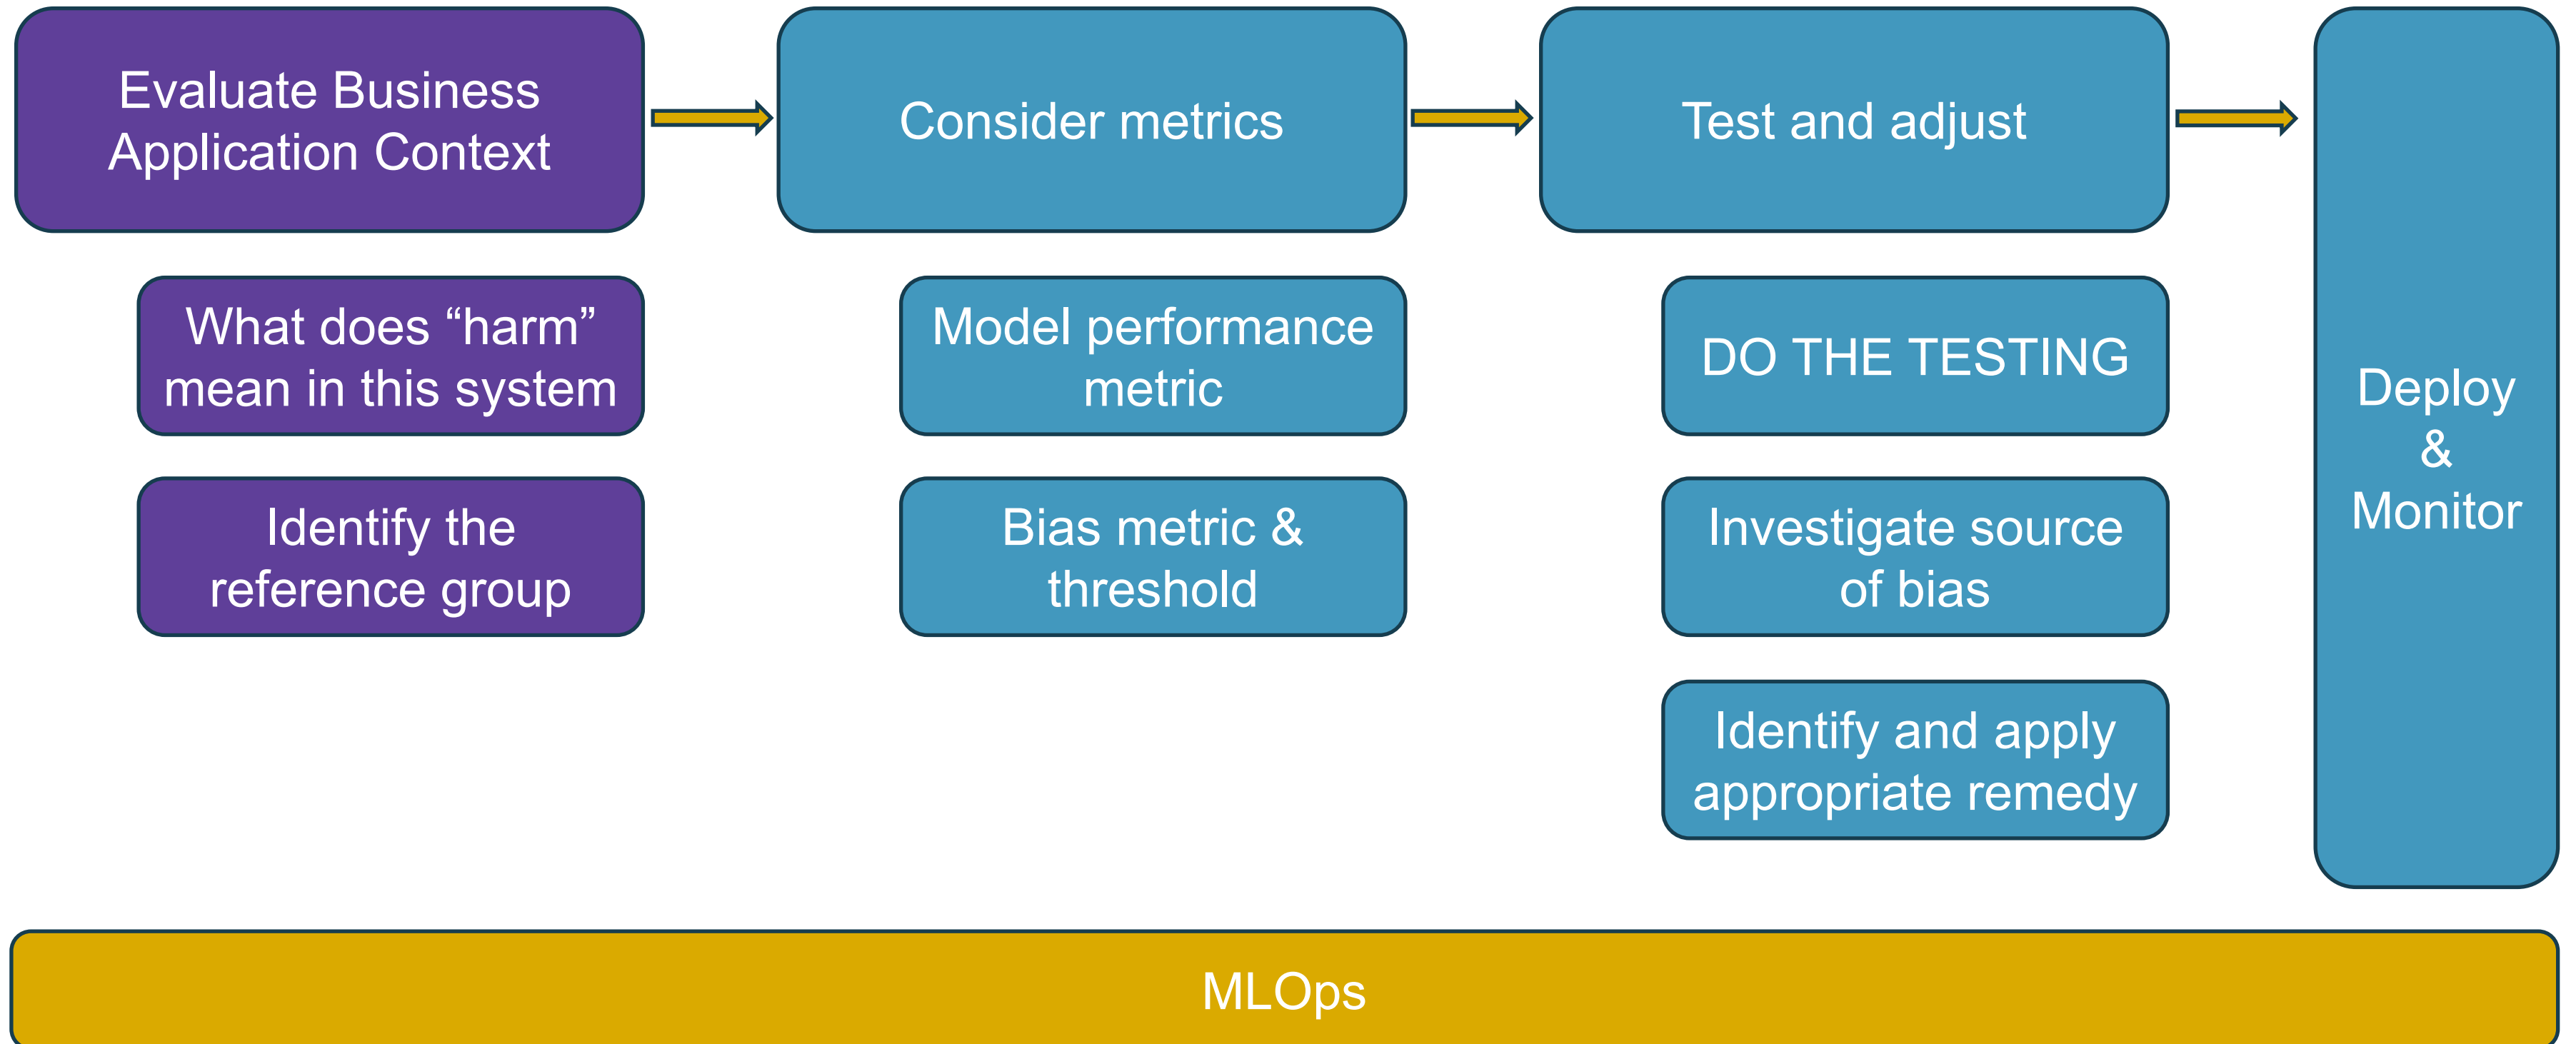 Evaluate Business
Application Context
What does “harm”
mean in this system
Identify the
reference group
Consider metrics
Model performance
metric
Bias metric &
threshold
Test and adjust
DO THE TESTING
Investigate source
of bias
Identify and apply
appropriate remedy
Deploy
&
Monitor
MLOps